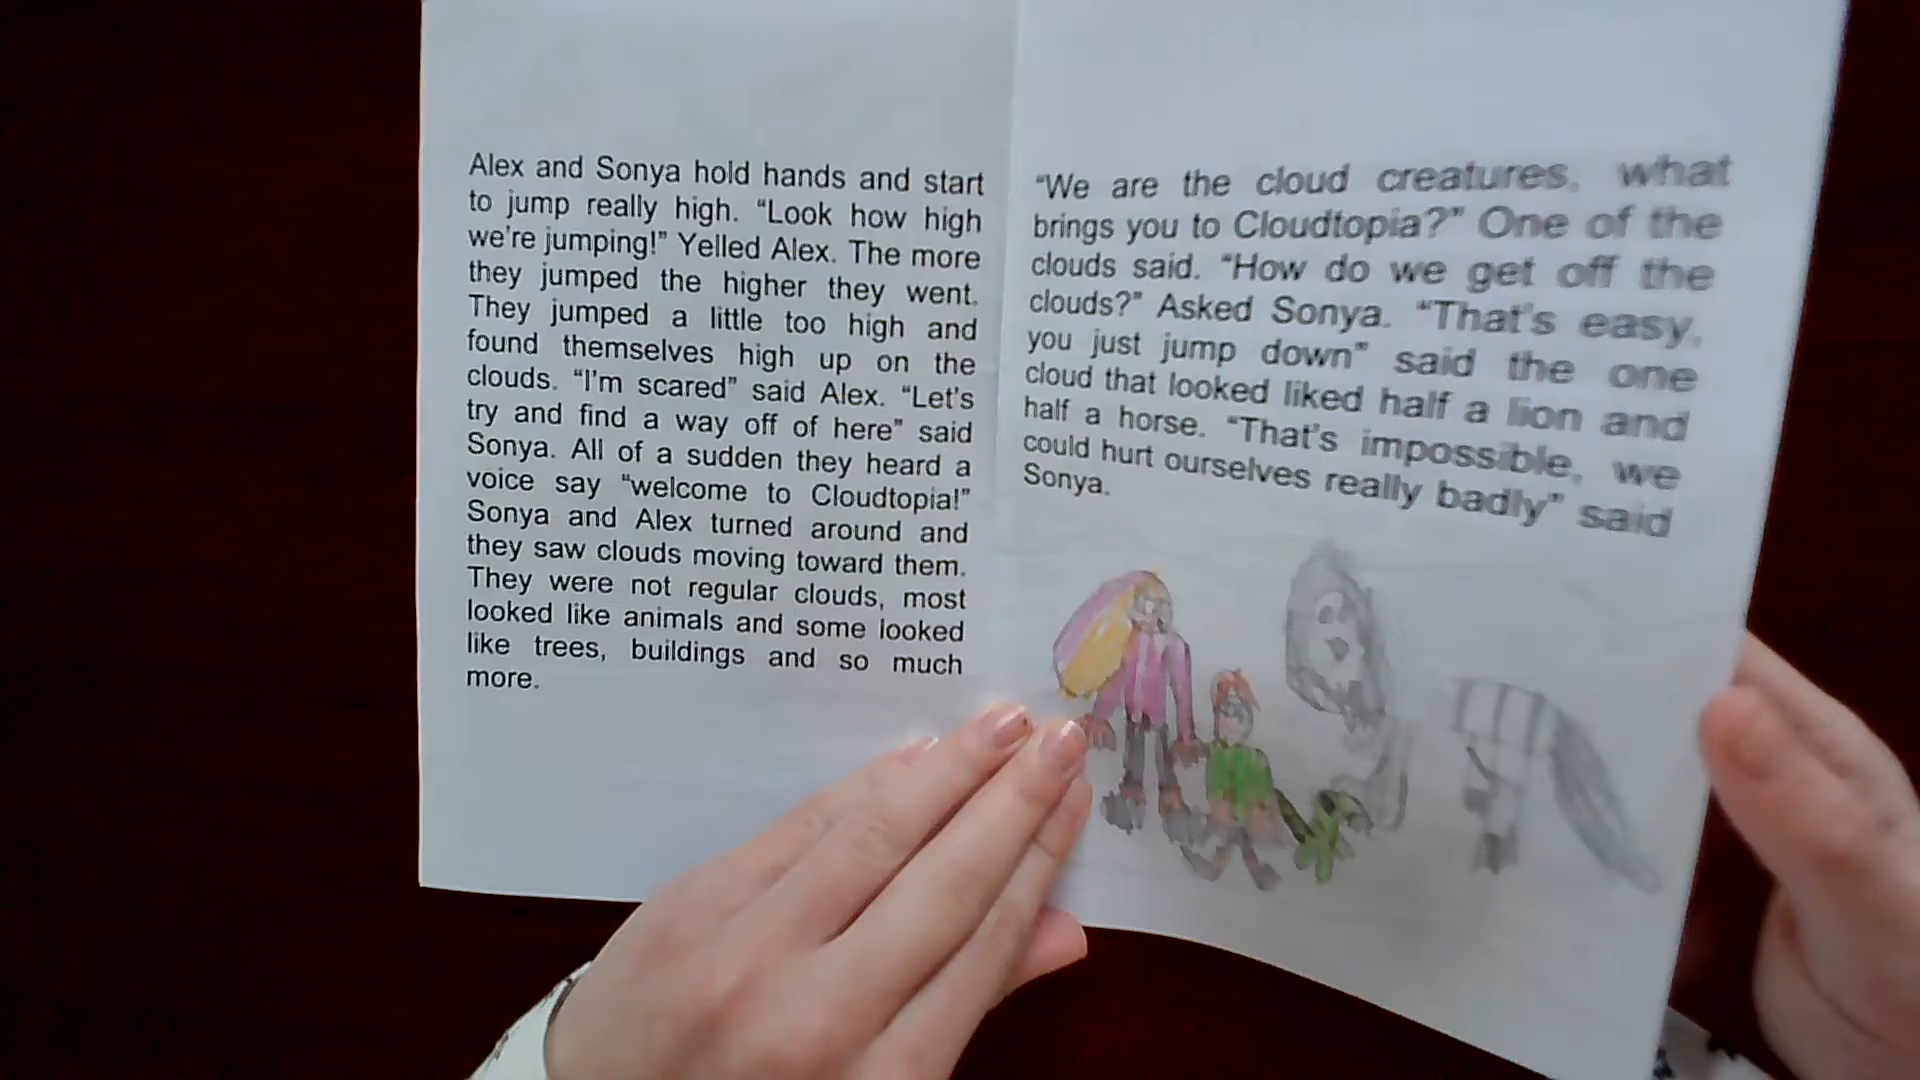 Alex and Sonya hold hands and start
to jump really high. “Look how high
we’re jumping!” Yelled Alex. The more
they jumped the higher they went.
They jumped a little too high and
found themselves high up on the
clouds. “I’m scared” said Alex. “Let’s
try and find a way off of here” said
Sonya. All of a sudden they heard a
voice say “welcome to Cloudtopia!”
Sonya and Alex turned around and
they saw clouds moving toward them.
They were not regular clouds, most
looked like animals and some looked
like trees, buildings and so much
more.
“We are the cloud creatures, what
brings you to Cloudtopia?” One of the
clouds said. “How do we get off the
clouds?” Asked Sonya. “That’s easy,
you just jump down” said the one
cloud that looked liked half a lion and
half a horse. “That’s impossible, we
could hurt ourselves really badly” said
Sonya.